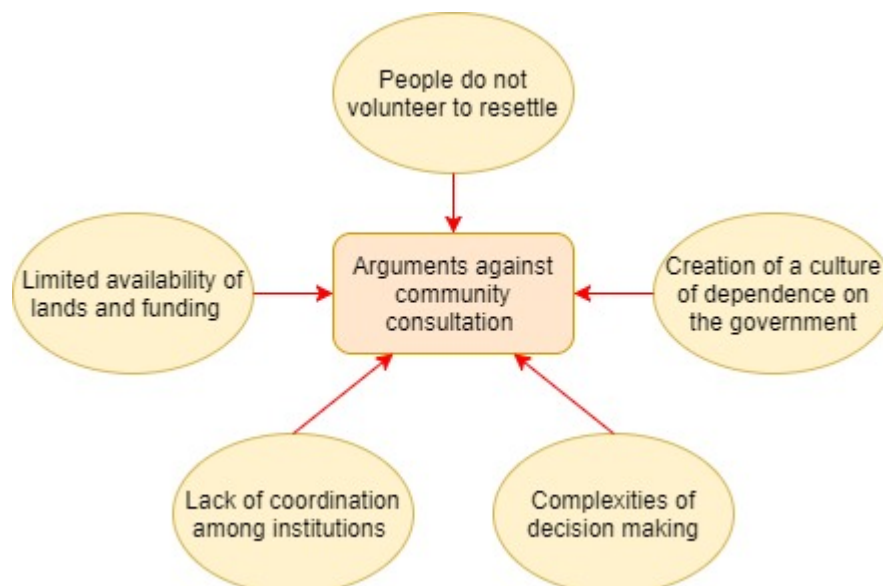 People do not
volunteer to resettle
Limited availability of
lands and funding
Arguments against
community
consultation
Creation of a culture
of dependence on
the government
Lack of coordination
among institutions
Complexities of
decision making